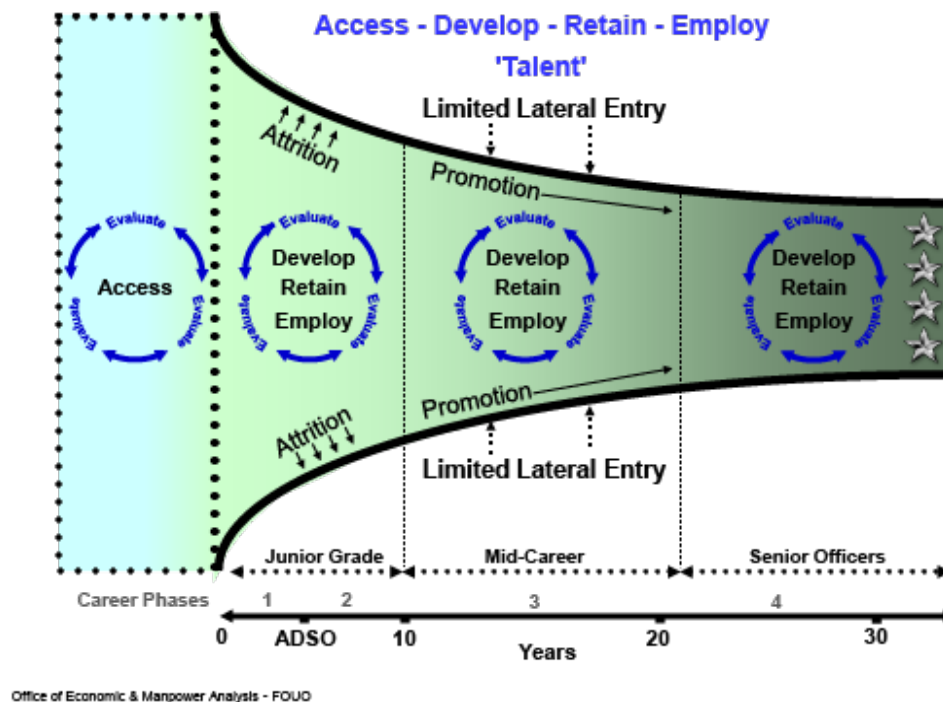 Access - Develop - Retain - Employ
'Talent'
Limited Lateral Entry
Attrition
Promotion
Evaluate
Evaluate
Evaluate
Access
Evaluate
Evaluate
Evaluate
Develop
Retain
Employ
Evaluate
Evaluate
Evaluate
Develop
Retain
Employ
Evaluate
Evaluate
Evaluate
Develop
Retain
Employ
Attrition
Promotion
Limited Lateral Entry
Junior Grade
Mid-Career
Senior Officers
Career Phases 1 2 3 4
0 ADSO 10 20 30
Years
Office of Economic & Manpower Analysis - FOUO